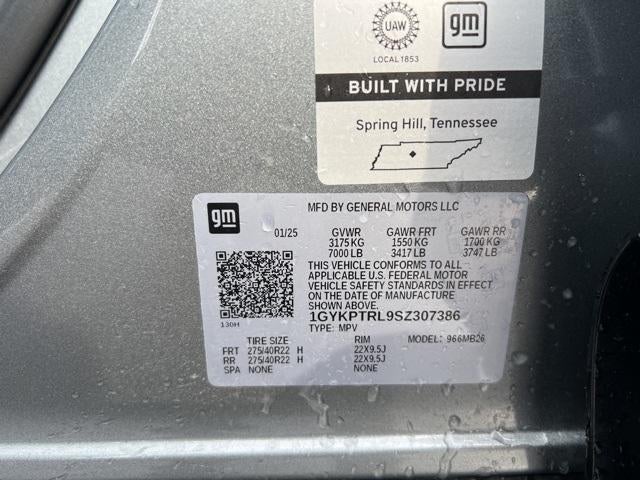 UAW
gm
LOCAL 1853
BUILT WITH PRIDE
Spring Hill, Tennessee
gm
MFD BY GENERAL MOTORS LLC
01/25 GVWR GAWR FRT GAWR RR
3175 KG 1550 KG 1700 KG
7000 LB 3417 LB 3747 LB
THIS VEHICLE CONFORMS TO ALL
APPLICABLE U.S. FEDERAL MOTOR
VEHICLE SAFETY STANDARDS IN EFFECT
ON THE DATE OF MANUFACTURE
SHOWN ABOVE.
1GYKPTRL9SZ307386
130H
TYPE: MPV
TIRE SIZE RIM MODEL: 966MB26
FRT 275/40R22 H 22X9.5J
RR 275/40R22 H 22X9.5J
SPA NONE NONE